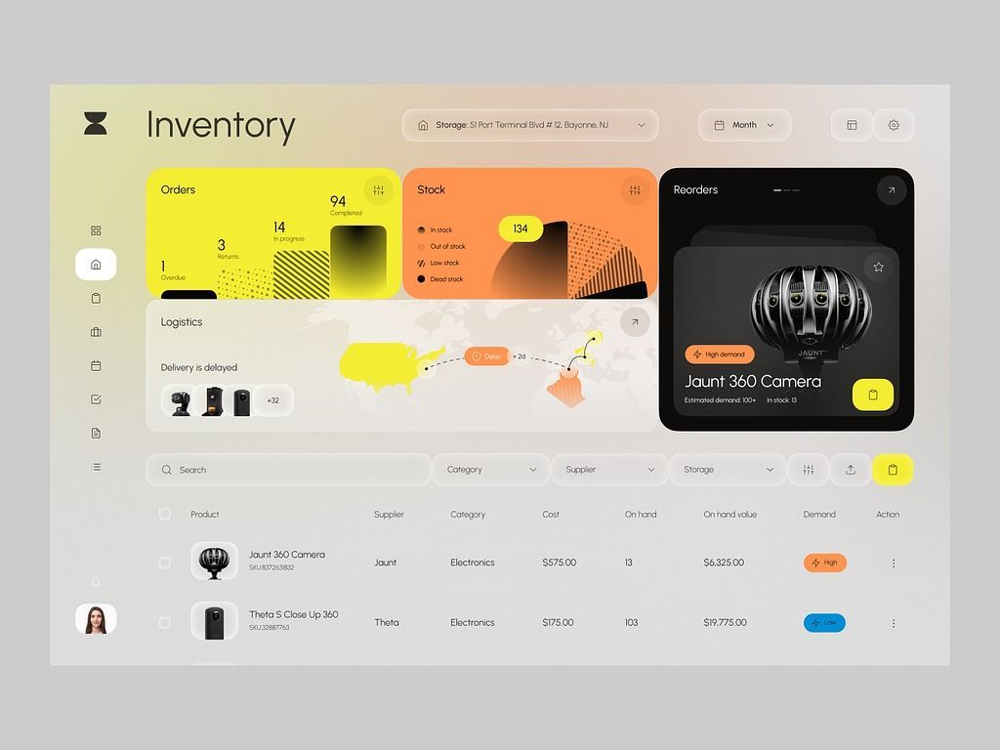 Inventory
Storage: 51 Port Terminal Blvd # 12, Bayonne, NJ
Month
Orders
94
Completed
14
In progress
3
Returns
1
Overdue
Stock
134
In stock
Out of stock
Low stock
Dead stock
Reorders
JAUNT
High demand
Jaunt 360 Camera
Estimated demand: 100+ In stock: 13
Logistics
Delivery is delayed
+32
Delay + 2d
Search
Category
Supplier
Storage
Product Supplier Category Cost On hand On hand value Demand Action
Jaunt 360 Camera
SKU:8372631832
Jaunt Electronics $575.00 13 $6,325.00 High
Theta S Close Up 360
SKU:32887763
Theta Electronics $175.00 103 $19,775.00 Low